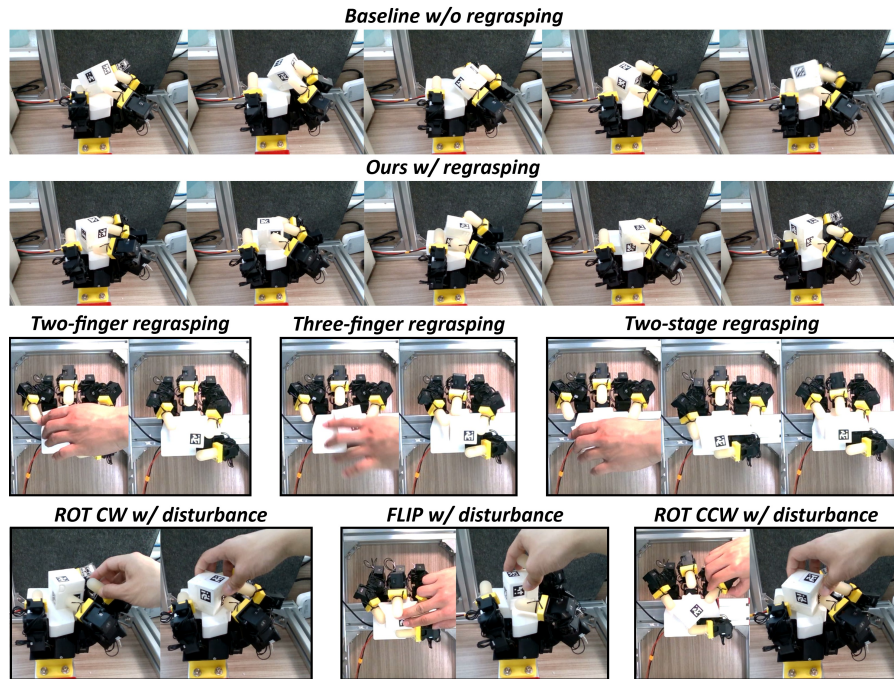 Baseline w/o regrasping
Ours w/ regrasping
Two-finger regrasping
Three-finger regrasping
Two-stage regrasping
ROT CW w/ disturbance
FLIP w/ disturbance
ROT CCW w/ disturbance